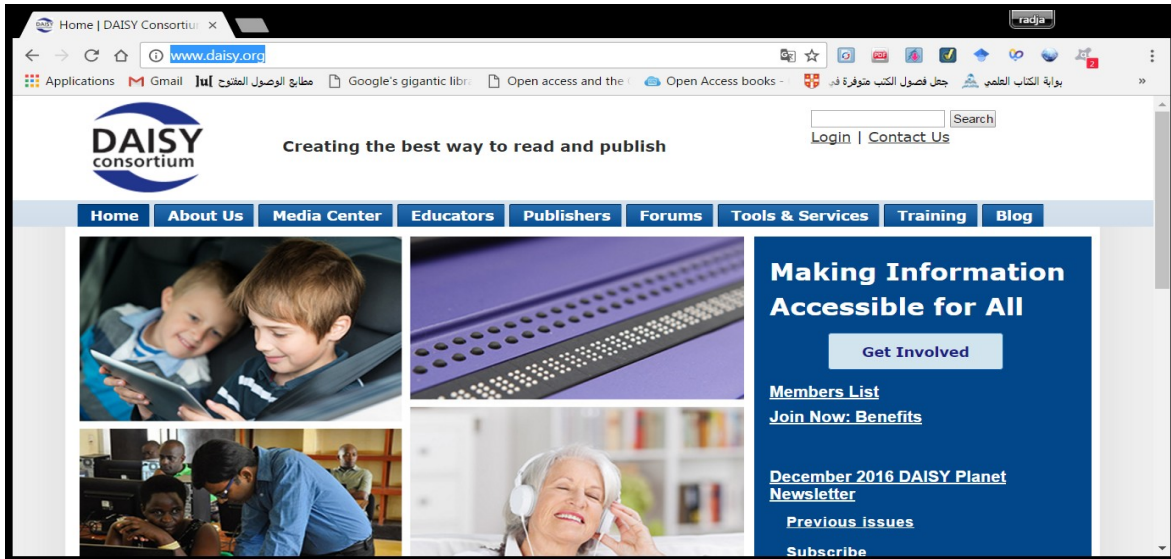 Home | DAISY Consortiu
radja
www.daisy.org
Applications
Gmail
مطابع الوصول المفتوح
Google's gigantic libr
Open access and the
Open Access books -
جعل فصول الكتب متوفرة في
بوابة الكتاب العلمي
»
2
DAISY
consortium
Creating the best way to read and publish
Search
Login | Contact Us
Home About Us Media Center Educators Publishers Forums Tools & Services Training Blog
Making Information
Accessible for All
Get Involved
Members List
Join Now: Benefits
December 2016 DAISY Planet
Newsletter
Previous issues
Subscribe